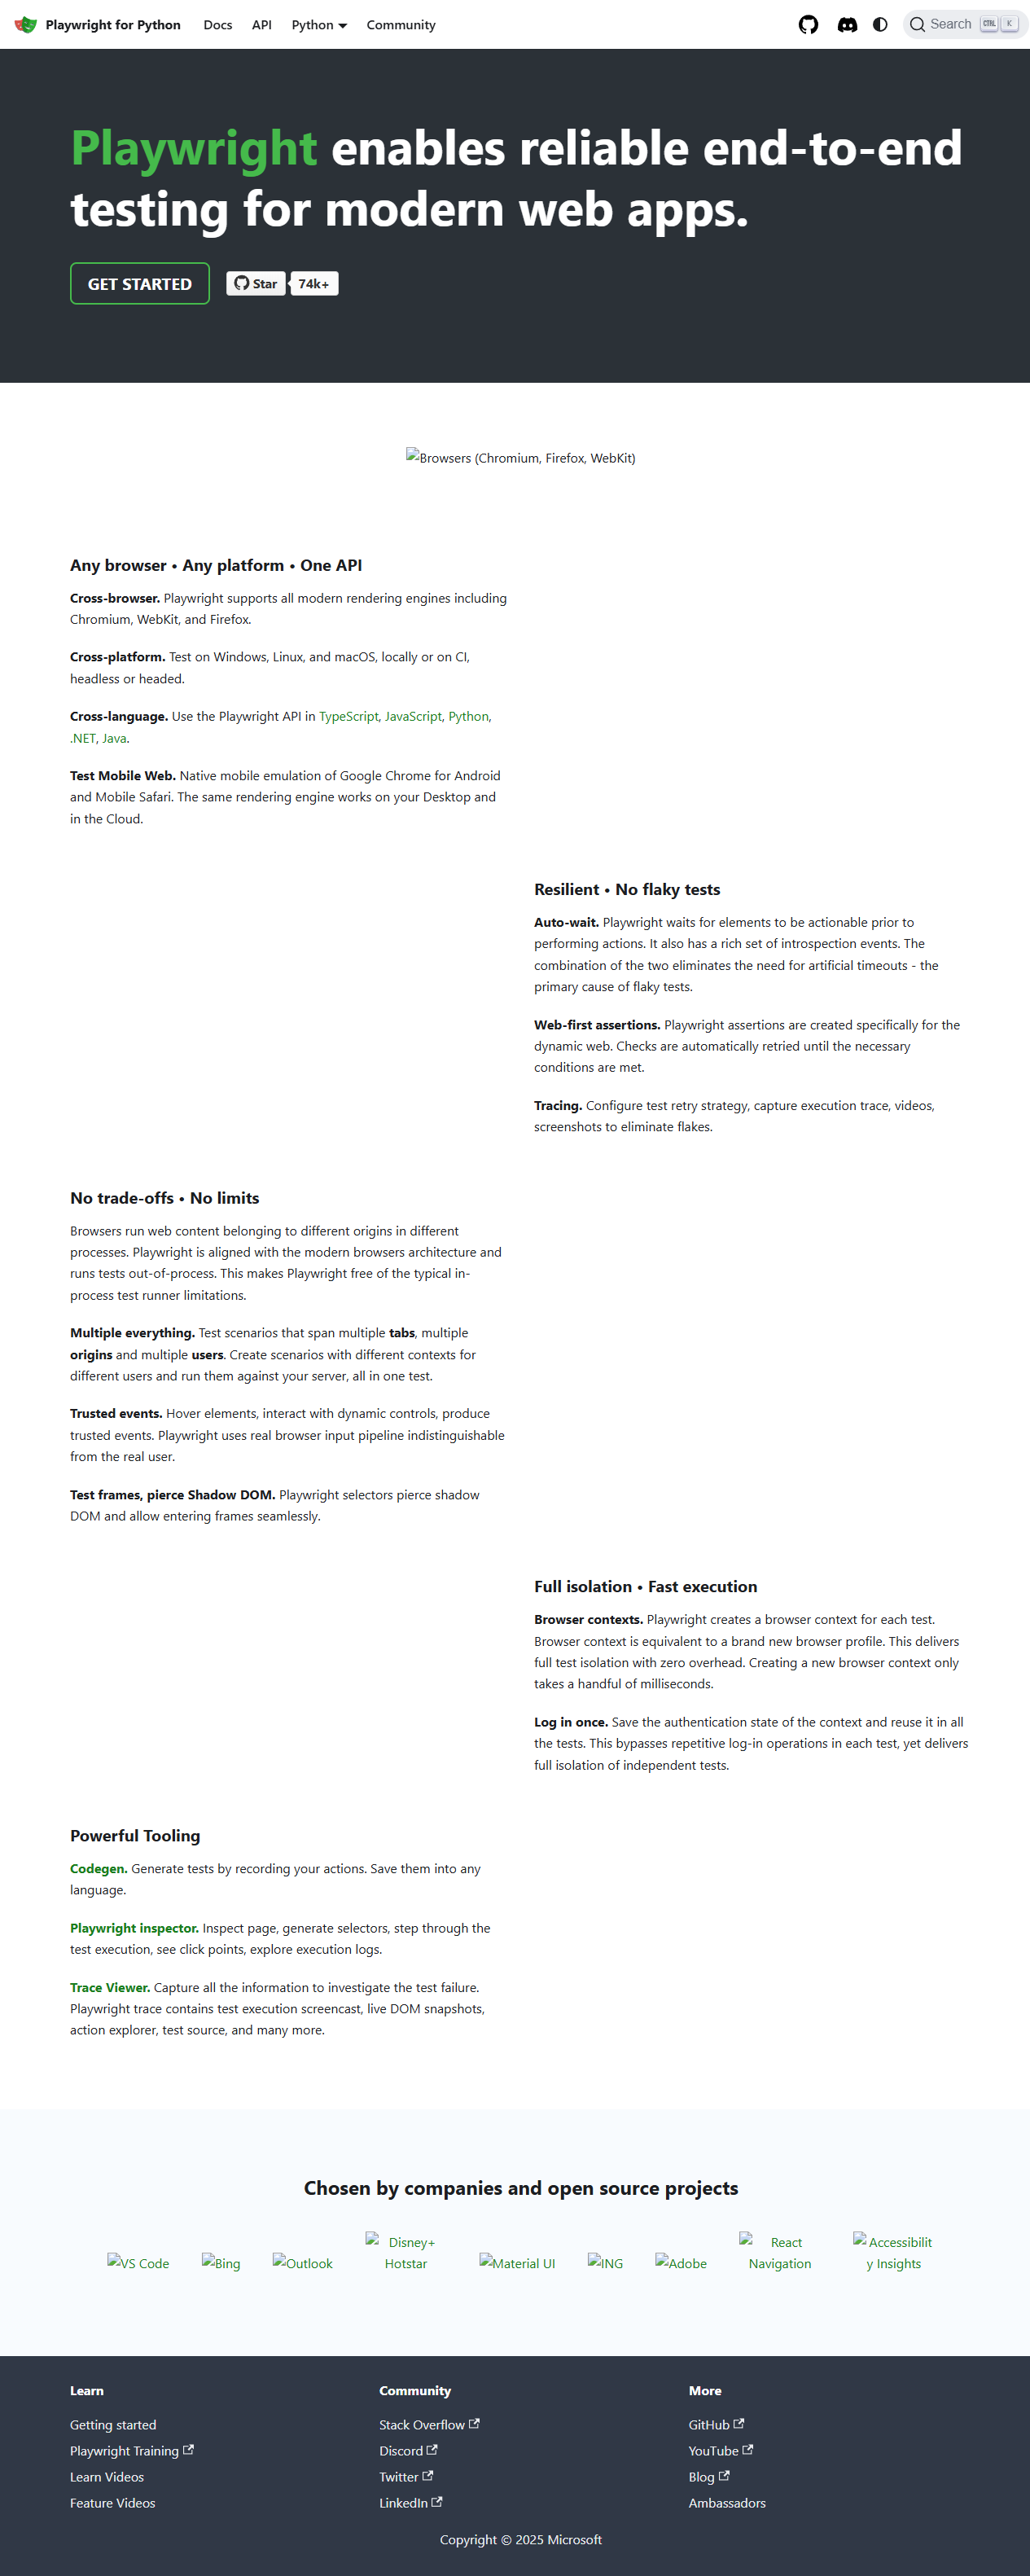 Playwright for Python Docs API Python Community Search CTRL K
Playwright enables reliable end-to-end
testing for modern web apps.
GET STARTED Star 74k+
Browsers (Chromium, Firefox, WebKit)
Any browser • Any platform • One API
Cross-browser. Playwright supports all modern rendering engines including
Chromium, WebKit, and Firefox.
Cross-platform. Test on Windows, Linux, and macOS, locally or on CI,
headless or headed.
Cross-language. Use the Playwright API in TypeScript, JavaScript, Python,
.NET, Java.
Test Mobile Web. Native mobile emulation of Google Chrome for Android
and Mobile Safari. The same rendering engine works on your Desktop and
in the Cloud.
Resilient • No flaky tests
Auto-wait. Playwright waits for elements to be actionable prior to
performing actions. It also has a rich set of introspection events. The
combination of the two eliminates the need for artificial timeouts - the
primary cause of flaky tests.
Web-first assertions. Playwright assertions are created specifically for the
dynamic web. Checks are automatically retried until the necessary
conditions are met.
Tracing. Configure test retry strategy, capture execution trace, videos,
screenshots to eliminate flakes.
No trade-offs • No limits
Browsers run web content belonging to different origins in different
processes. Playwright is aligned with the modern browsers architecture and
runs tests out-of-process. This makes Playwright free of the typical in-
process test runner limitations.
Multiple everything. Test scenarios that span multiple tabs, multiple
origins and multiple users. Create scenarios with different contexts for
different users and run them against your server, all in one test.
Trusted events. Hover elements, interact with dynamic controls, produce
trusted events. Playwright uses real browser input pipeline indistinguishable
from the real user.
Test frames, pierce Shadow DOM. Playwright selectors pierce shadow
DOM and allow entering frames seamlessly.
Full isolation • Fast execution
Browser contexts. Playwright creates a browser context for each test.
Browser context is equivalent to a brand new browser profile. This delivers
full test isolation with zero overhead. Creating a new browser context only
takes a handful of milliseconds.
Log in once. Save the authentication state of the context and reuse it in all
the tests. This bypasses repetitive log-in operations in each test, yet delivers
full isolation of independent tests.
Powerful Tooling
Codegen. Generate tests by recording your actions. Save them into any
language.
Playwright inspector. Inspect page, generate selectors, step through the
test execution, see click points, explore execution logs.
Trace Viewer. Capture all the information to investigate the test failure.
Playwright trace contains test execution screencast, live DOM snapshots,
action explorer, test source, and many more.
Chosen by companies and open source projects
VS Code Bing Outlook Disney+
Hotstar Material UI ING Adobe React
Navigation Accessibilit
y Insights
Learn
Getting started
Playwright Training
Learn Videos
Feature Videos
Community
Stack Overflow
Discord
Twitter
LinkedIn
More
GitHub
YouTube
Blog
Ambassadors
Copyright © 2025 Microsoft